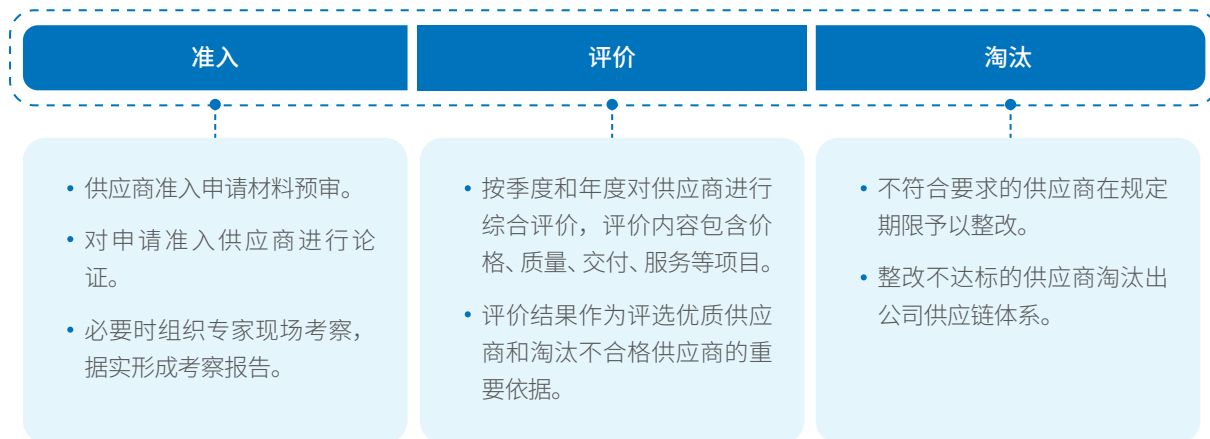 准入
评价
淘汰
• 供应商准入申请材料预审。
• 对申请准入供应商进行论
证。
• 必要时组织专家现场考察，
据实形成考察报告。
• 按季度和年度对供应商进行
综合评价，评价内容包含价
格、质量、交付、服务等项目。
• 评价结果作为评选优质供应
商和淘汰不合格供应商的重
要依据。
• 不符合要求的供应商在规定
期限予以整改。
• 整改不达标的供应商淘汰出
公司供应链体系。